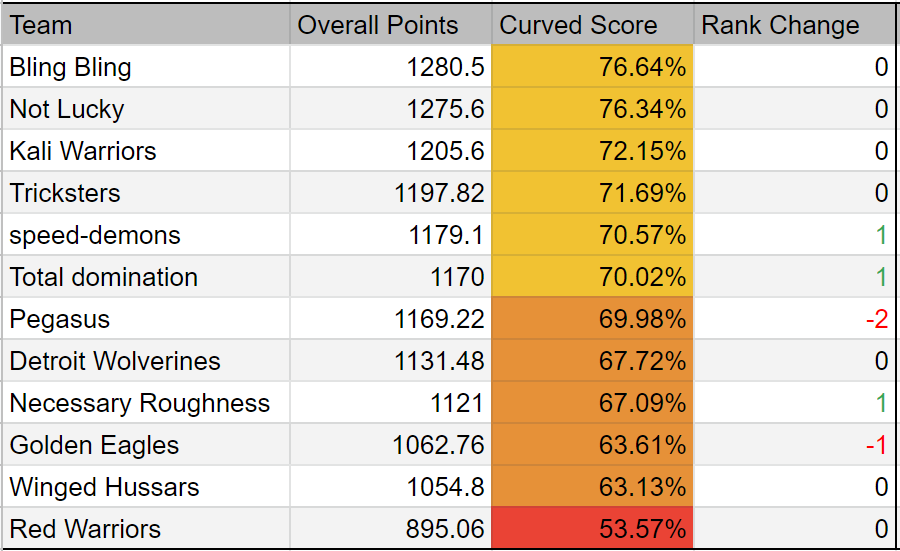 Team Overall Points Curved Score Rank Change
Bling Bling 1280.5 76.64% 0
Not Lucky 1275.6 76.34% 0
Kali Warriors 1205.6 72.15% 0
Tricksters 1197.82 71.69% 0
speed-demons 1179.1 70.57% 1
Total domination 1170 70.02% 1
Pegasus 1169.22 69.98% -2
Detroit Wolverines 1131.48 67.72% 0
Necessary Roughness 1121 67.09% 1
Golden Eagles 1062.76 63.61% -1
Winged Hussars 1054.8 63.13% 0
Red Warriors 895.06 53.57% 0